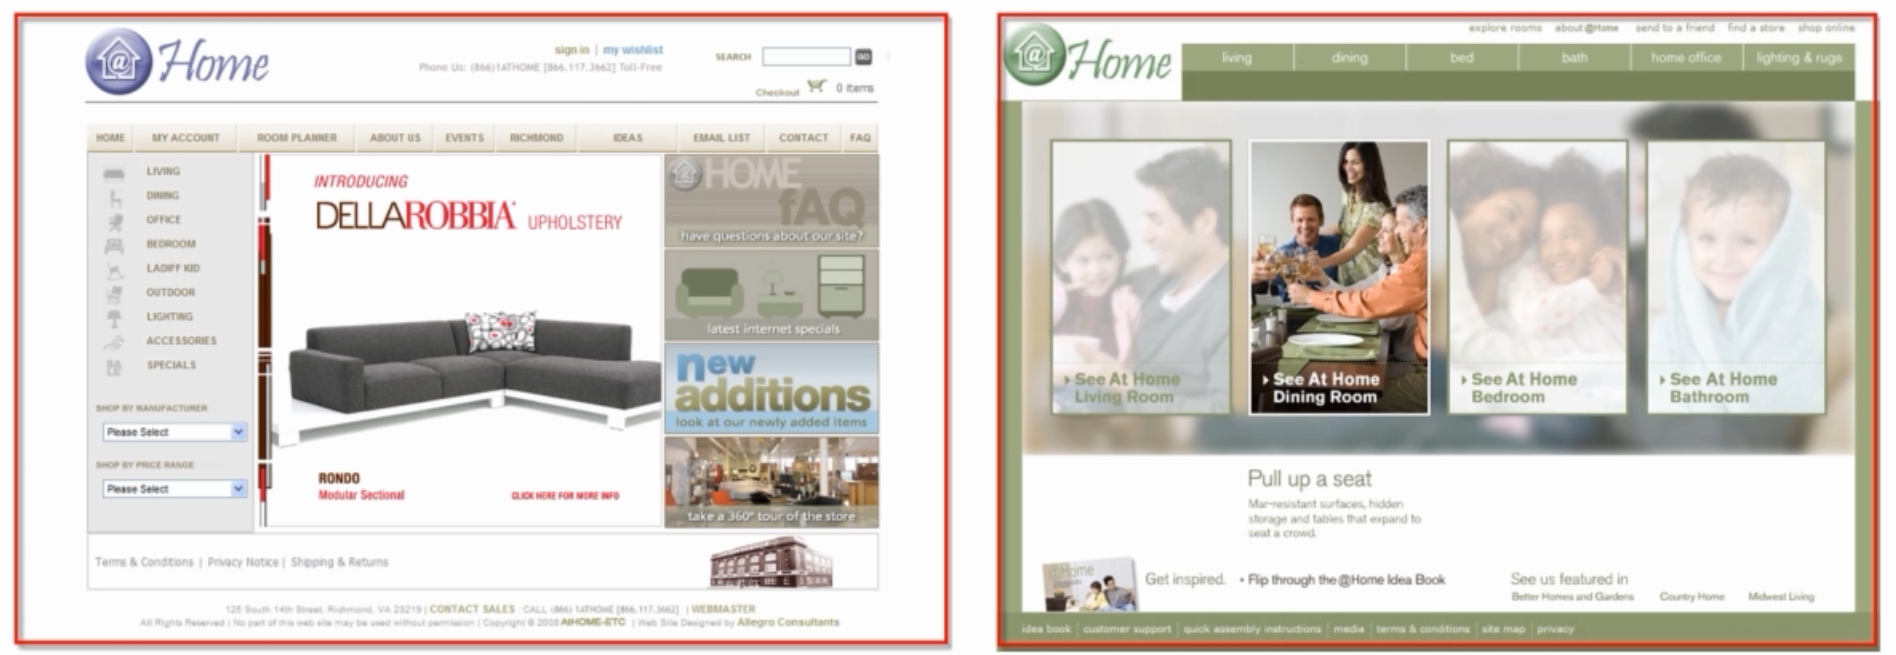 @Home
sign in | my wishlist
Phone Us: (866)1ATHOME [866.117.3662] Toll-Free
SEARCH GO
Checkout 0 items
HOME MY ACCOUNT ROOM PLANNER ABOUT US EVENTS RICHMOND IDEAS EMAIL LIST CONTACT FAQ
LIVING
DINING
OFFICE
BEDROOM
LADIFF KID
OUTDOOR
LIGHTING
ACCESSORIES
SPECIALS
SHOP BY MANUFACTURER
Please Select
SHOP BY PRICE RANGE
Please Select
INTRODUCING
DELLAROBBIA UPHOLSTERY
RONDO
Modular Sectional
CLICK HERE FOR MORE INFO
@HOME
fAQ
have questions about our site?
latest internet specials
new
additions
look at our newly added items
take a 360° tour of the store
Terms & Conditions | Privacy Notice | Shipping & Returns
125 South 14th Street, Richmond, VA 23219 | CONTACT SALES : CALL (866) 1ATHOME [866.117.3662] | WEBMASTER
All Rights Reserved | No part of this web site may be used without permission | Copyright © 2008 AtHOME-ETC | Web Site Designed by Allegro Consultants
@Home
explore rooms about @Home send to a friend find a store shop online
living dining bed bath home office lighting & rugs
See At Home
Living Room
See At Home
Dining Room
See At Home
Bedroom
See At Home
Bathroom
Pull up a seat
Mar-resistant surfaces, hidden
storage and tables that expand to
seat a crowd.
@Home
Get inspired. Flip through the @Home Idea Book
See us featured in
Better Homes and Gardens Country Home Midwest Living
idea book | customer support | quick assembly instructions | media | terms & conditions | site map | privacy